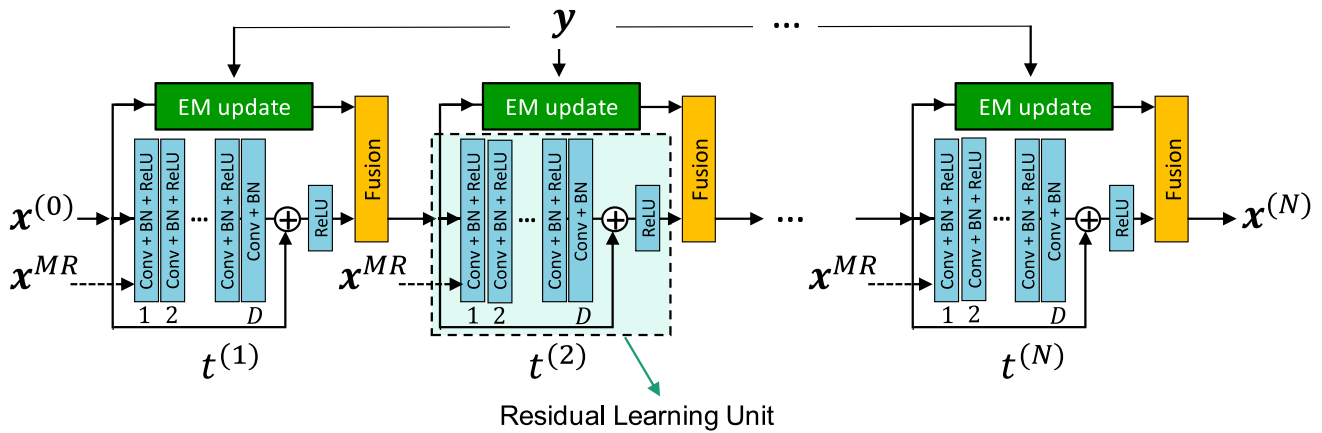 y ...
EM update EM update EM update
Conv + BN + ReLU Conv + BN + ReLU ... Conv + BN + ReLU Conv + BN + ReLU Fusion
Conv + BN + ReLU Conv + BN + ReLU ... Conv + BN + ReLU Conv + BN + ReLU Fusion
...
Conv + BN + ReLU Conv + BN + ReLU ... Conv + BN + ReLU Conv + BN + ReLU Fusion
x⁽⁰⁾ x⁽ᴺ⁾
xᴹᴿ xᴹᴿ xᴹᴿ
1 2 D 1 2 D 1 2 D
t⁽¹⁾ t⁽²⁾ t⁽ᴺ⁾
Residual Learning Unit